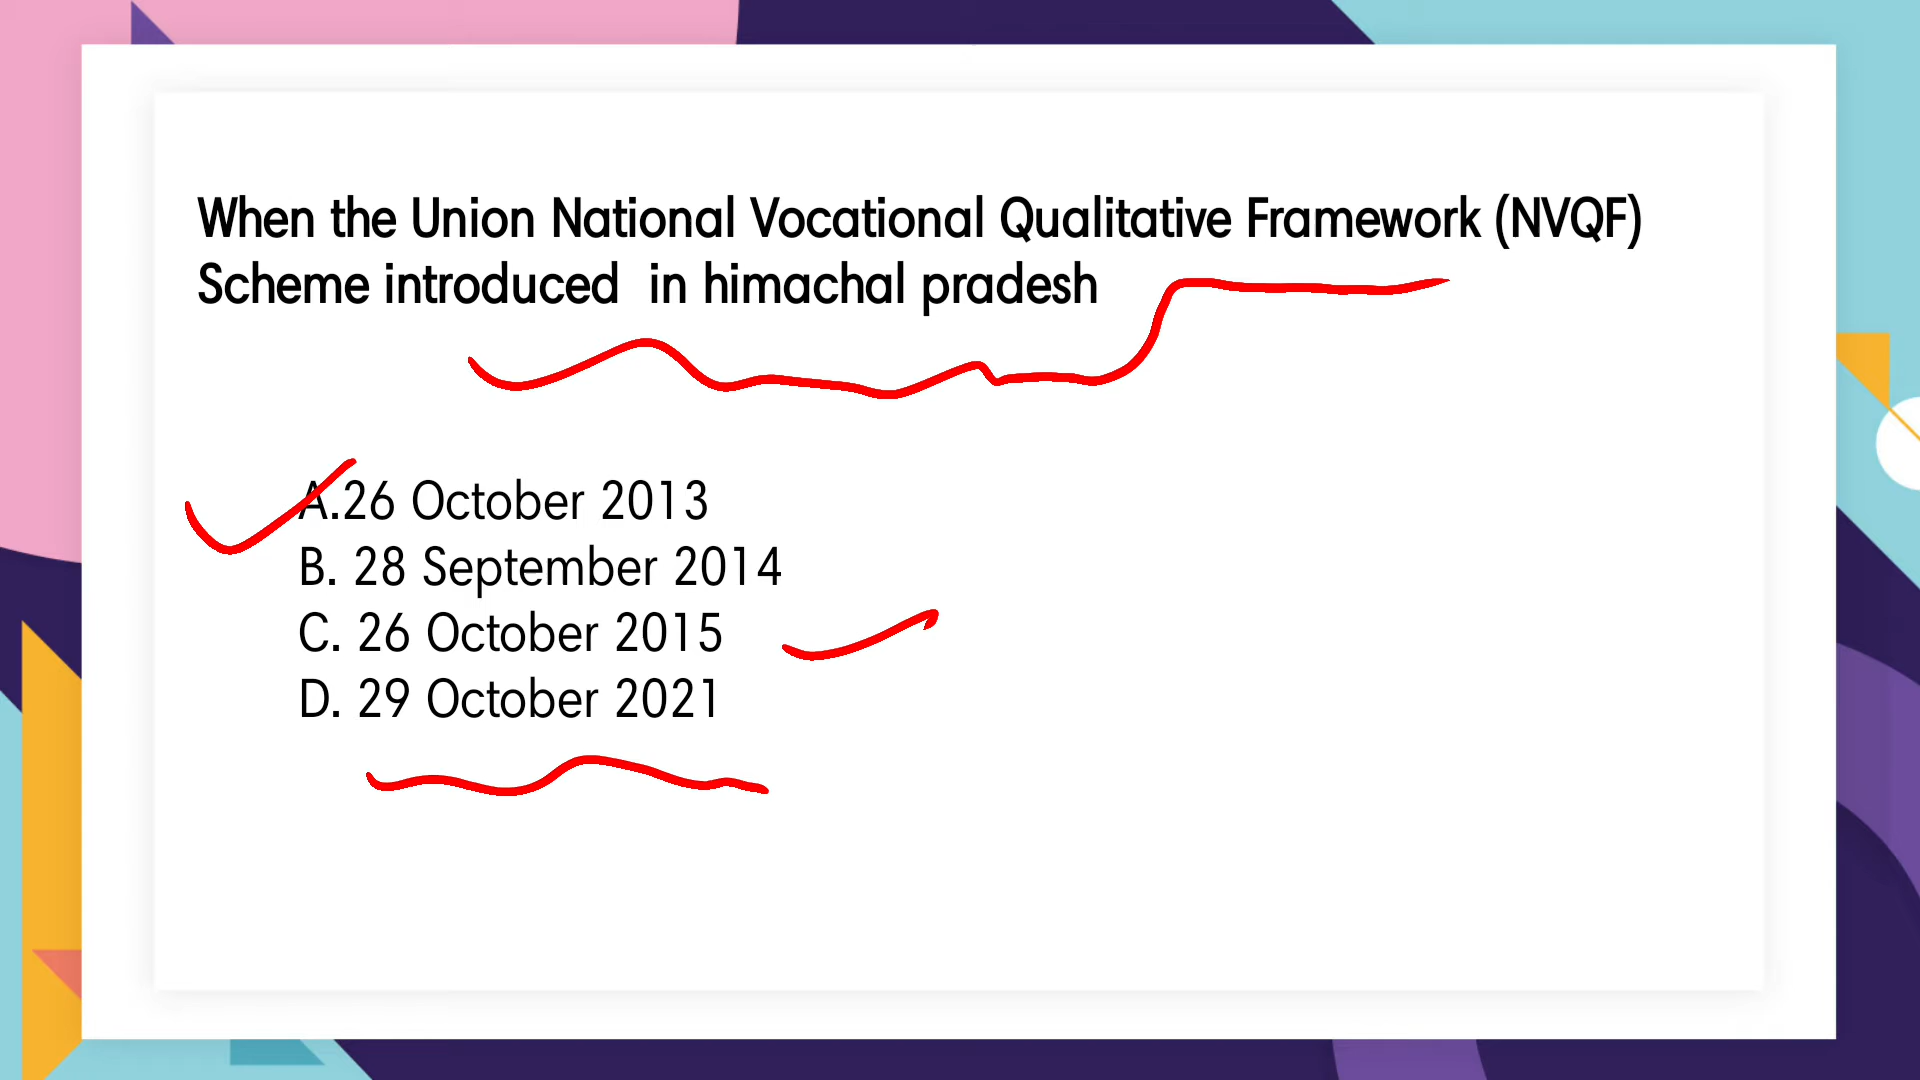 When the Union National Vocational Qualitative Framework (NVQF)
Scheme introduced in himachal pradesh
A.26 October 2013
B. 28 September 2014
C. 26 October 2015
D. 29 October 2021